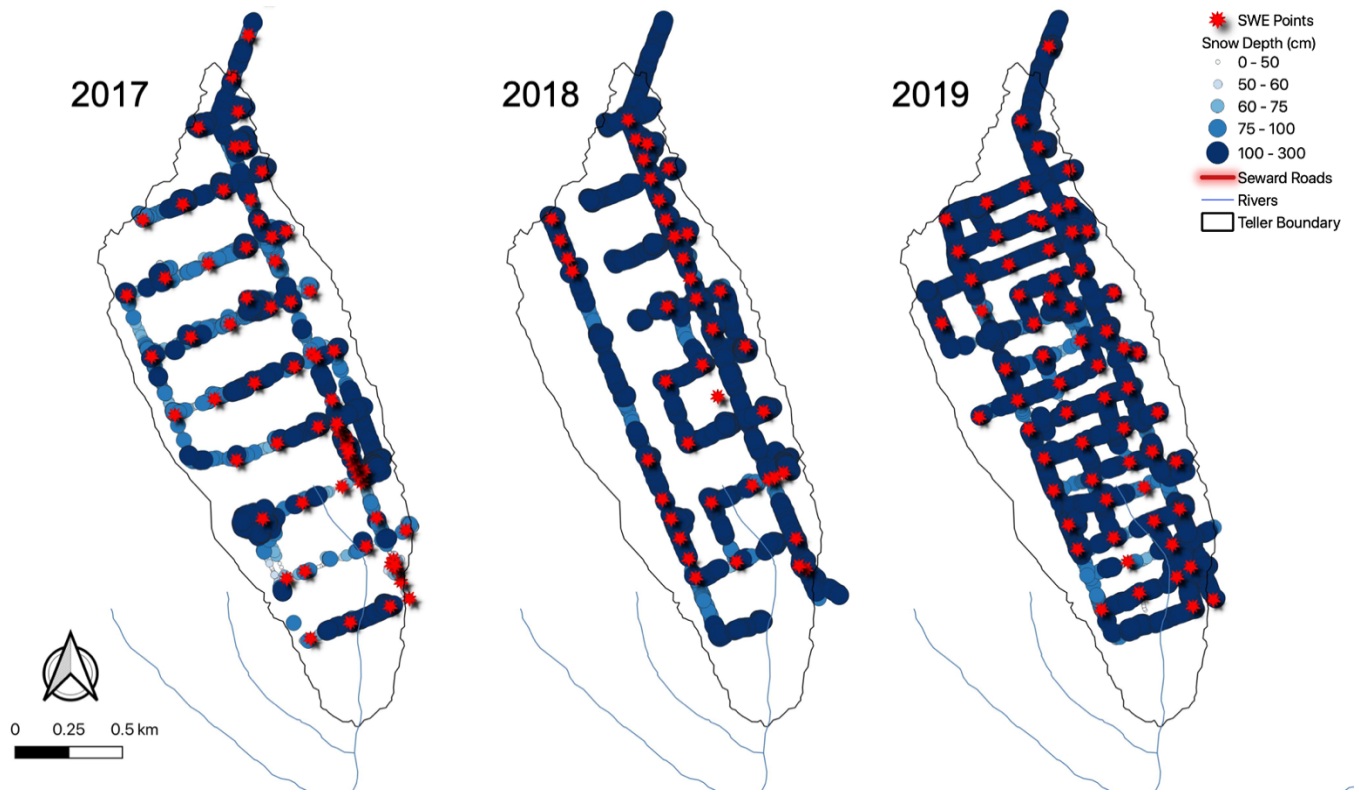 2017
2018
2019
SWE Points
Snow Depth (cm)
0 - 50
50 - 60
60 - 75
75 - 100
100 - 300
Seward Roads
Rivers
Teller Boundary
0 0.25 0.5 km